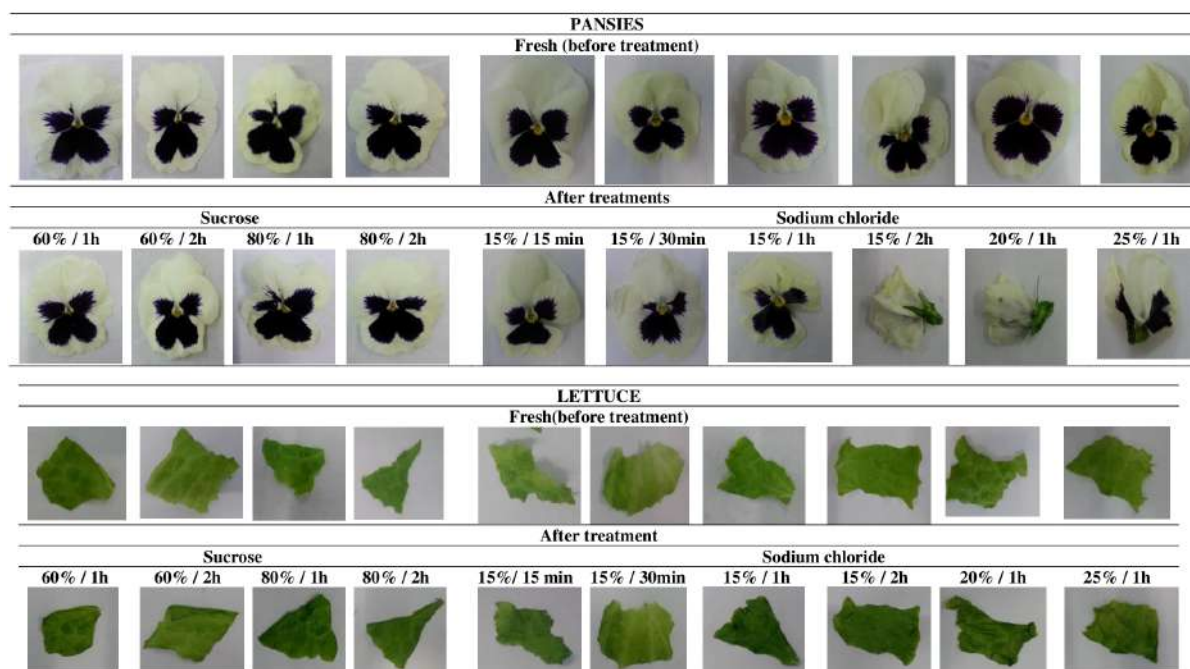 PANSIES
Fresh (before treatment)
After treatments
Sucrose Sodium chloride
60% / 1h 60% / 2h 80% / 1h 80% / 2h 15% / 15 min 15% / 30min 15% / 1h 15% / 2h 20% / 1h 25% / 1h
LETTUCE
Fresh(before treatment)
After treatment
Sucrose Sodium chloride
60% / 1h 60% / 2h 80% / 1h 80% / 2h 15%/ 15 min 15% / 30min 15% / 1h 15% / 2h 20% / 1h 25% / 1h